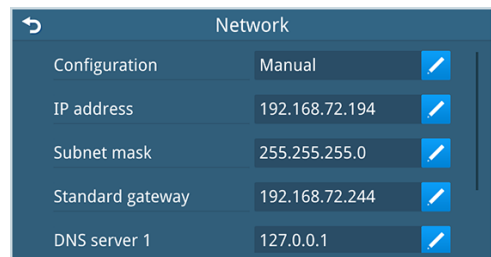 Network
Configuration Manual
IP address 192.168.72.194
Subnet mask 255.255.255.0
Standard gateway 192.168.72.244
DNS server 1 127.0.0.1